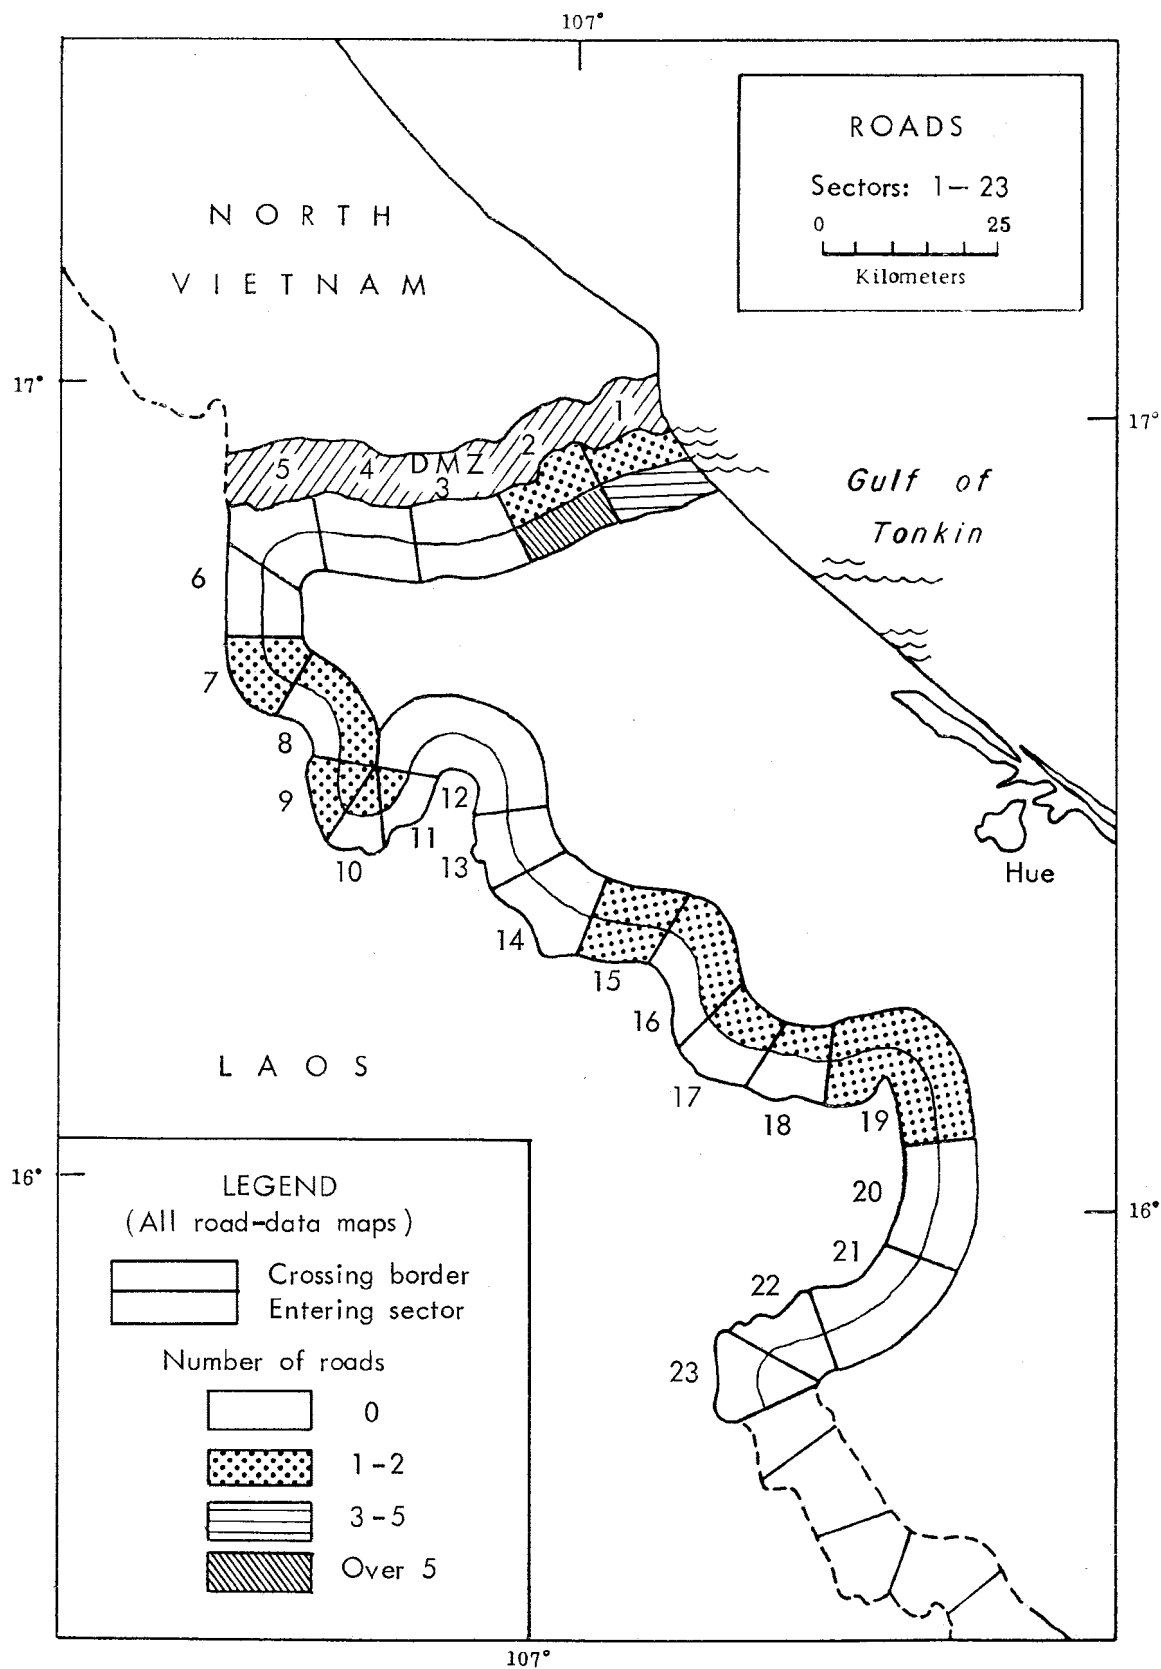 107°
ROADS
Sectors: 1—23
0 25
Kilometers
NORTH
VIETNAM
17°
17°
1
2
DMZ
3
4
5
Gulf of
Tonkin
6
7
8
9
10
11
12
13
14
15
16
17
18
19
20
21
22
23
Hue
LAOS
16°
16°
LEGEND
(All road-data maps)
Crossing border
Entering sector
Number of roads
0
1-2
3-5
Over 5
107°